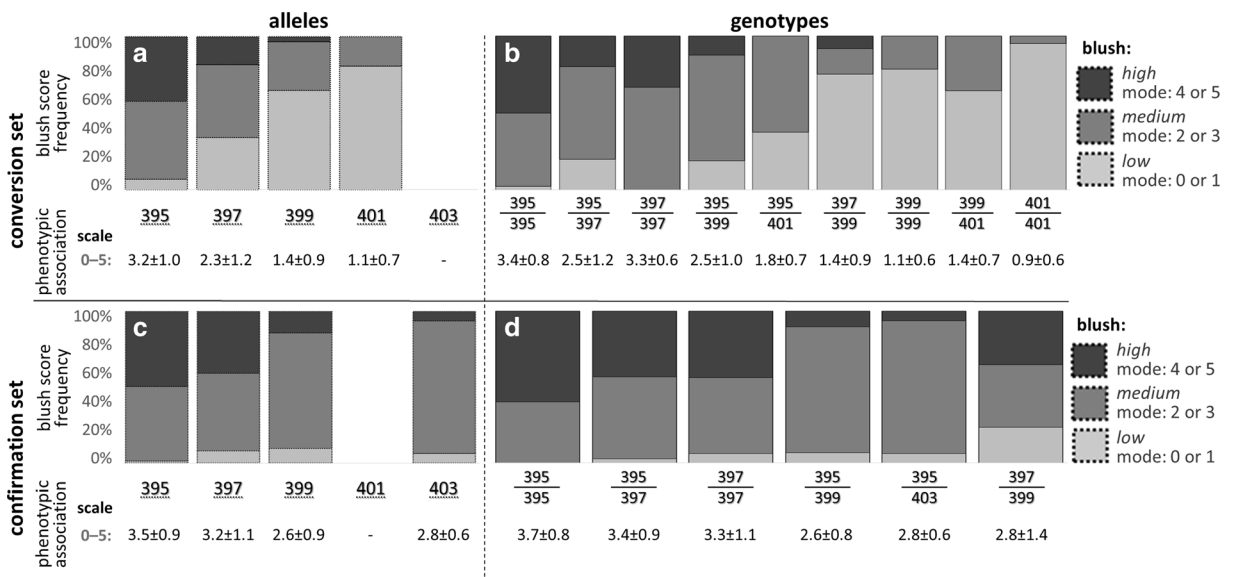 alleles
genotypes
conversion set
blush score
frequency
100%
80%
60%
40%
20%
0%
a
b
blush:
high
mode: 4 or 5
medium
mode: 2 or 3
low
mode: 0 or 1
395 397 399 401 403
395 395 397 395 395 397 399 399 401
395 397 397 399 401 399 399 401 401
phenotypic
association
scale
0–5: 3.2±1.0 2.3±1.2 1.4±0.9 1.1±0.7 -
3.4±0.8 2.5±1.2 3.3±0.6 2.5±1.0 1.8±0.7 1.4±0.9 1.1±0.6 1.4±0.7 0.9±0.6
confirmation set
blush score
frequency
100%
80%
60%
40%
20%
0%
c
d
blush:
high
mode: 4 or 5
medium
mode: 2 or 3
low
mode: 0 or 1
395 397 399 401 403
395 395 397 395 395 397
395 397 397 399 403 399
phenotypic
association
scale
0–5: 3.5±0.9 3.2±1.1 2.6±0.9 - 2.8±0.6
3.7±0.8 3.4±0.9 3.3±1.1 2.6±0.8 2.8±0.6 2.8±1.4